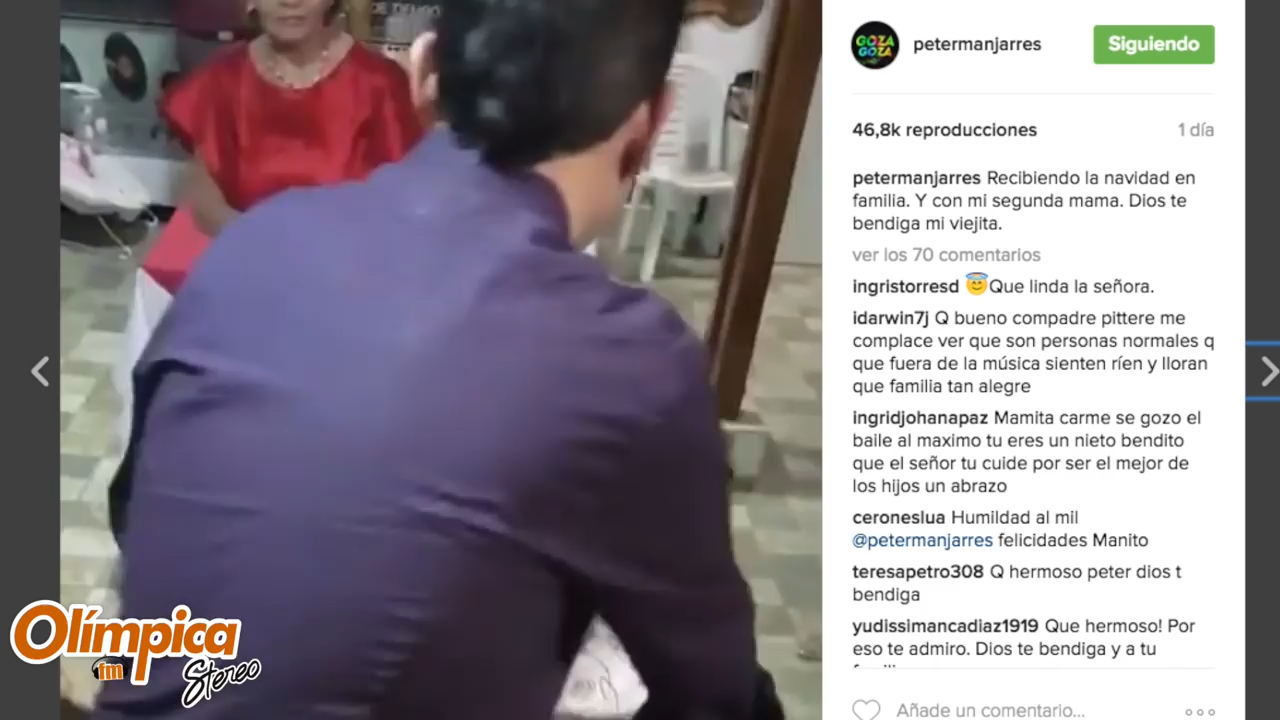 DE TIEMPO
GOZA
GOZA
petermanjarres
Siguiendo
46,8k reproducciones
1 día
petermanjarres Recibiendo la navidad en
familia. Y con mi segunda mama. Dios te
bendiga mi viejita.
ver los 70 comentarios
ingristorresd 😇Que linda la señora.
idarwin7j Q bueno compadre pittere me
complace ver que son personas normales q
que fuera de la música sienten ríen y lloran
que familia tan alegre
ingridjohanapaz Mamita carme se gozo el
baile al maximo tu eres un nieto bendito
que el señor tu cuide por ser el mejor de
los hijos un abrazo
ceroneslua Humildad al mil
@petermanjarres felicidades Manito
teresapetro308 Q hermoso peter dios t
bendiga
yudissimancadiaz1919 Que hermoso! Por
eso te admiro. Dios te bendiga y a tu
Añade un comentario...
Olímpica
fm
Stereo